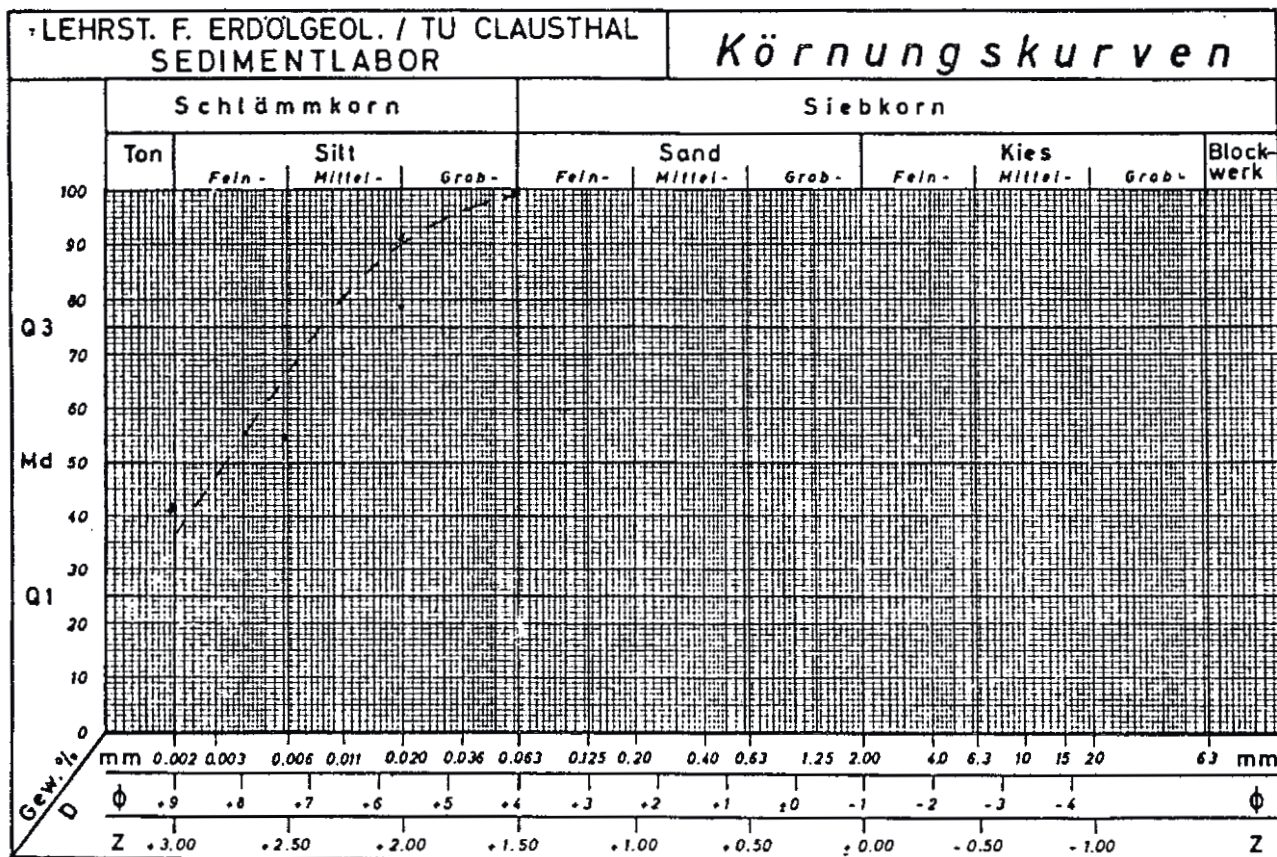 LEHRST. F. ERDÖLGEOL. / TU CLAUSTHAL
SEDIMENTLABOR
Körnungskurven
Schlämmkorn Siebkorn
Ton Silt Sand Kies Block-
werk
Fein- Mittel- Grob- Fein- Mittel- Grob- Fein- Mittel- Grob-
100
90
80
Q3
70
60
Md 50
40
30
Q1
20
10
0
Gew. %
D
mm 0.002 0.003 0.006 0.011 0.020 0.036 0.063 0.125 0.20 0.40 0.63 1.25 2.00 4.0 6.3 10 15 20 63 mm
ϕ +9 +8 +7 +6 +5 +4 +3 +2 +1 ±0 -1 -2 -3 -4 ϕ
Z +3.00 +2.50 +2.00 +1.50 +1.00 +0.50 ±0.00 -0.50 -1.00 Z